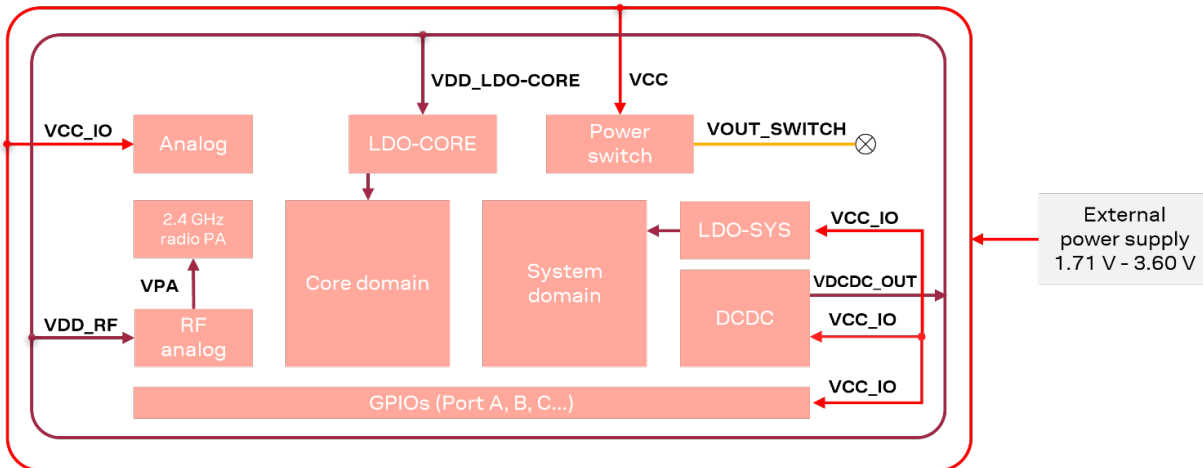 VDD_LDO-CORE
VCC
VCC_IO
Analog
LDO-CORE
Power
switch
VOUT_SWITCH
2.4 GHz
radio PA
VPA
VDD_RF
RF
analog
Core domain
System
domain
LDO-SYS
VCC_IO
DCDC
VDCDC_OUT
VCC_IO
GPIOs (Port A, B, C...)
VCC_IO
External
power supply
1.71 V - 3.60 V